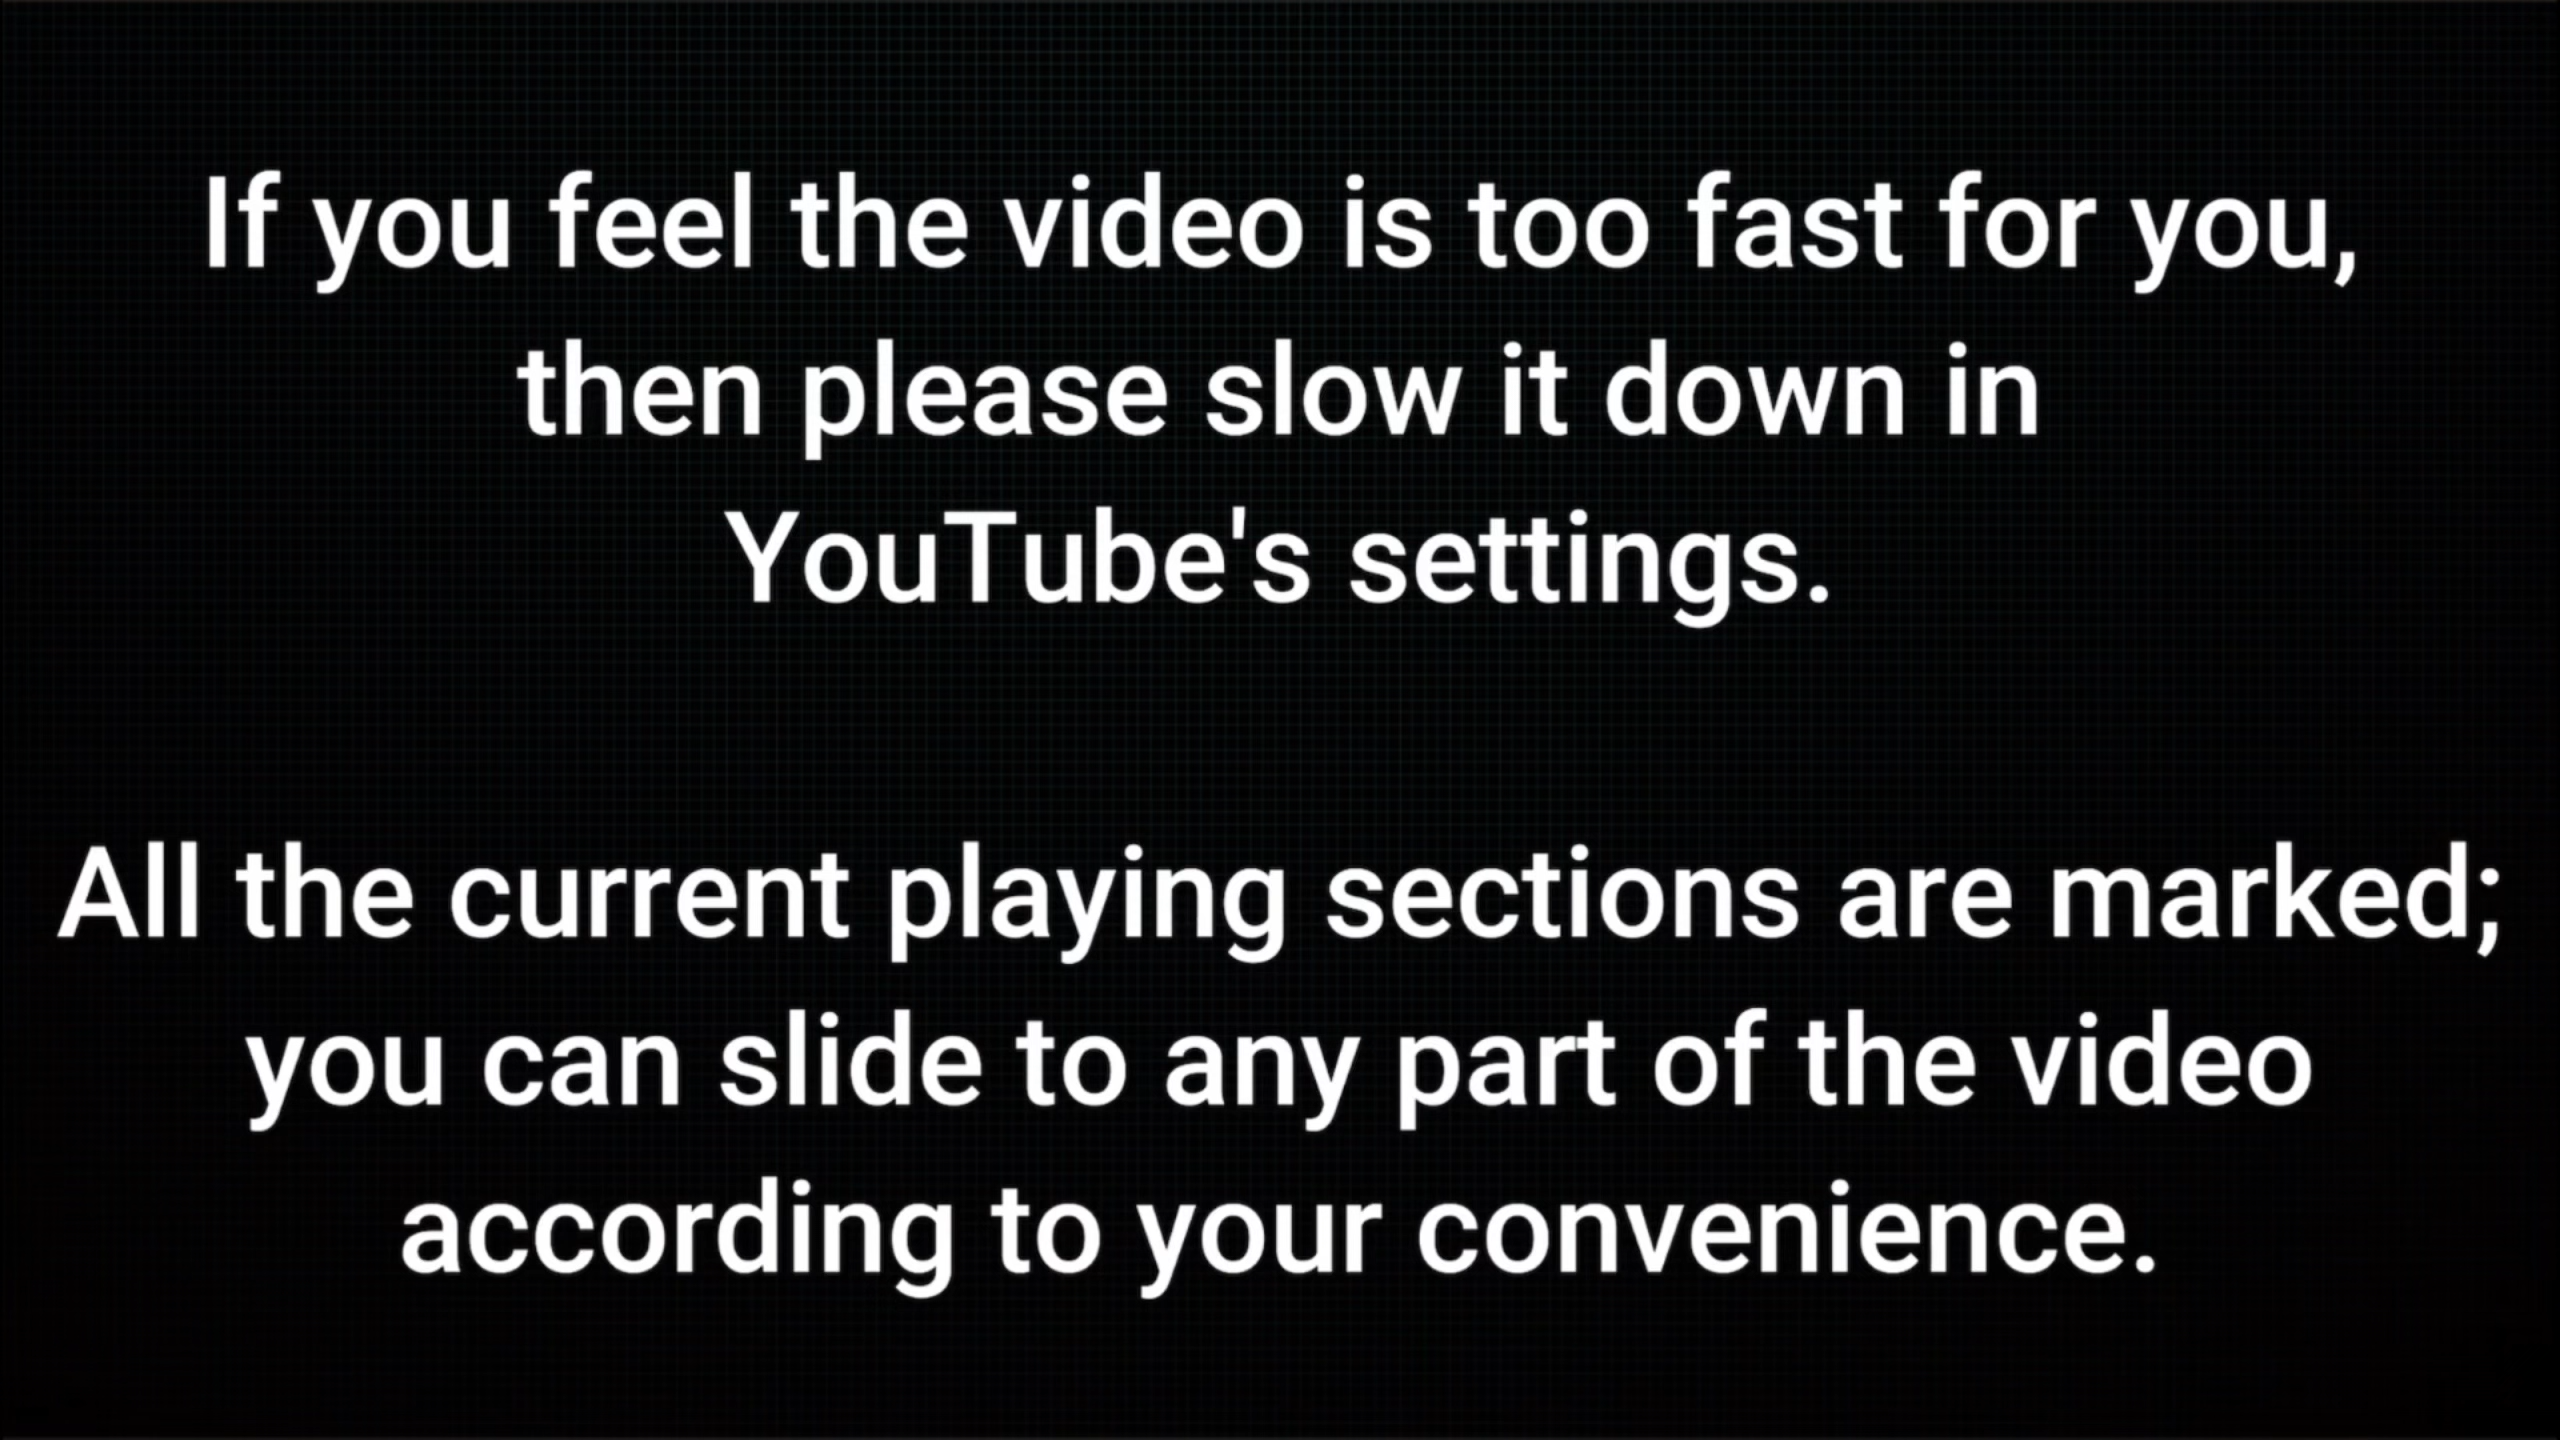 If you feel the video is too fast for you,
then please slow it down in
YouTube's settings.
All the current playing sections are marked;
you can slide to any part of the video
according to your convenience.